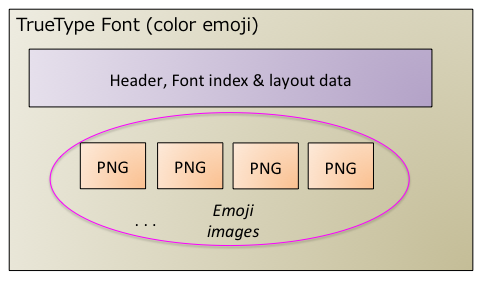 TrueType Font (color emoji)
Header, Font index & layout data
PNG PNG PNG PNG
. . .
Emoji
images